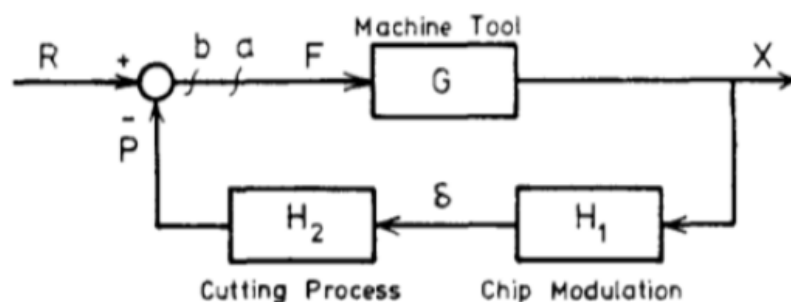 Machine Tool
R + b a F G X
−
P
H₂ δ H₁
Cutting Process Chip Modulation